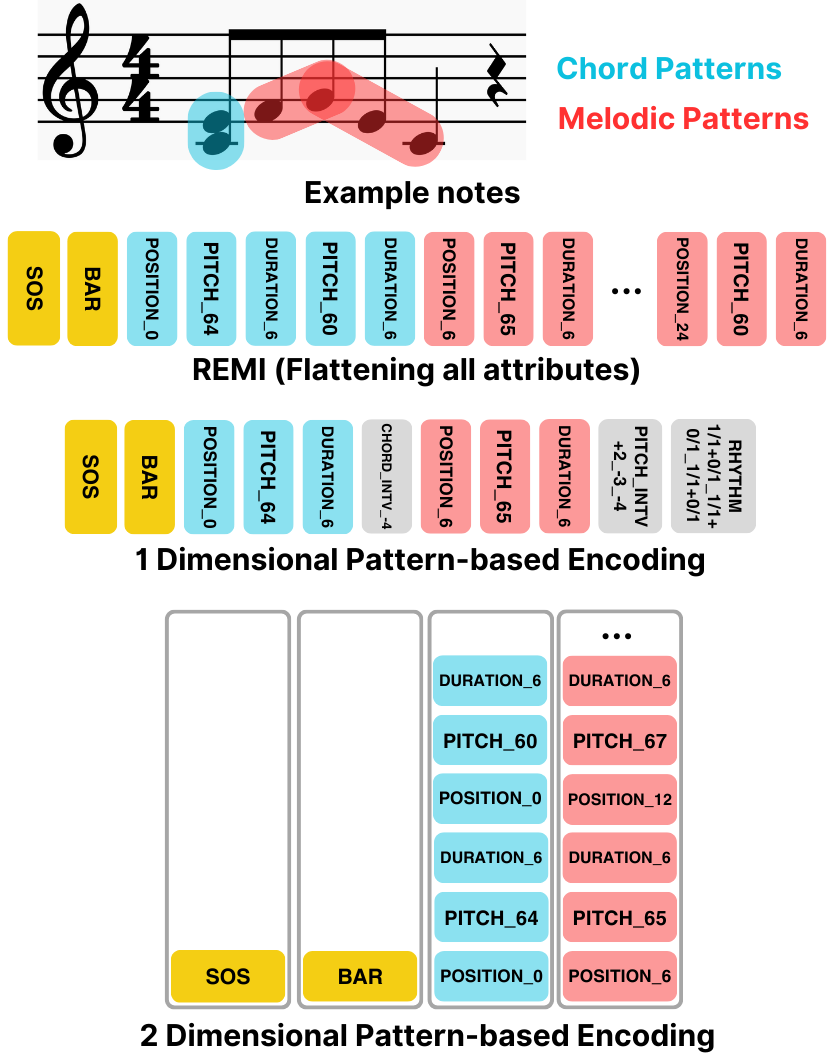 4
4
Chord Patterns
Melodic Patterns
Example notes
SOS
BAR
POSITION_0
PITCH_64
DURATION_6
PITCH_60
DURATION_6
POSITION_6
PITCH_65
DURATION_6
...
POSITION_24
PITCH_60
DURATION_6
REMI (Flattening all attributes)
SOS
BAR
POSITION_0
PITCH_64
DURATION_6
CHORD_INTV_-4
POSITION_6
PITCH_65
DURATION_6
PITCH_INTV
+2_-3_-4
RHYTHM
1/1+0/1_1/1+
0/1_1/1+0/1
1 Dimensional Pattern-based Encoding
...
DURATION_6
DURATION_6
PITCH_60
PITCH_67
POSITION_0
POSITION_12
DURATION_6
DURATION_6
PITCH_64
PITCH_65
SOS
BAR
POSITION_0
POSITION_6
2 Dimensional Pattern-based Encoding